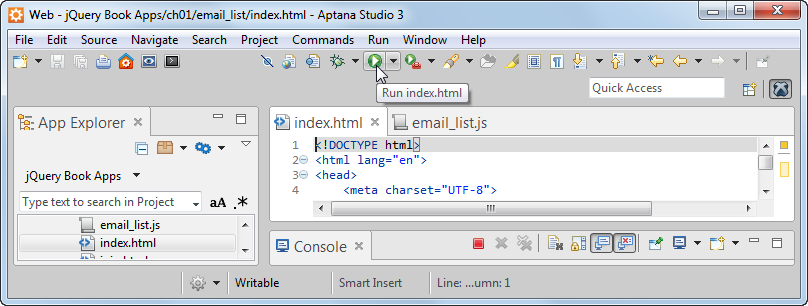 Web - jQuery Book Apps/ch01/email_list/index.html - Aptana Studio 3
File Edit Source Navigate Search Project Commands Run Window Help
Run index.html
Quick Access
App Explorer
index.html
email_list.js
jQuery Book Apps
Type text to search in Project
aA .*
email_list.js
index.html
1 <!DOCTYPE html>
2 <html lang="en">
3 <head>
4 <meta charset="UTF-8">
Console
Writable
Smart Insert
Line: ...umn: 1